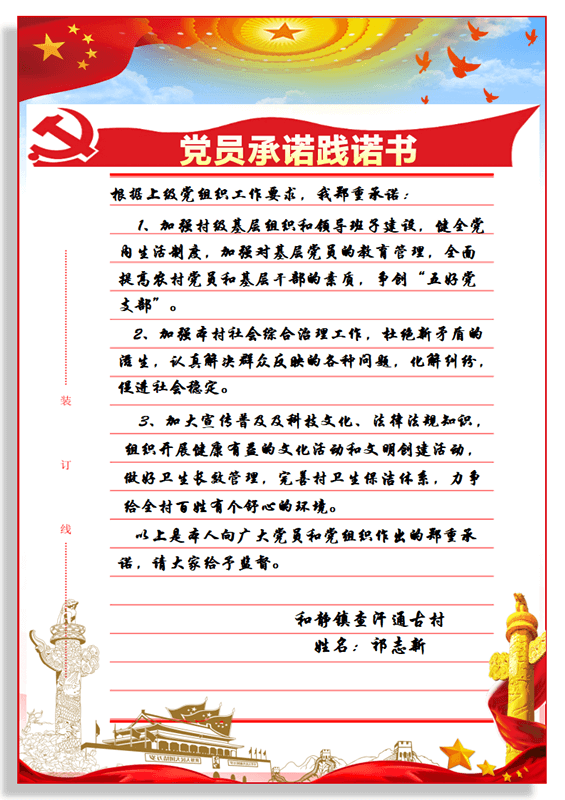 党员承诺践诺书
根据上级党组织工作要求，我郑重承诺：
1、加强村级基层组织和领导班子建设，健全党
内生活制度，加强对基层党员的教育管理，全面
提高农村党员和基层干部的素质，争创“五好党
支部”。
2、加强本村社会综合治理工作，杜绝新矛盾的
滋生，认真解决群众反映的各种问题，化解纠纷，
促进社会稳定。
3、加大宣传普及及科技文化、法律法规知识，
组织开展健康有益的文化活动和文明创建活动，
做好卫生长效管理，完善村卫生保洁体系，力争
给全村百姓有个舒心的环境。
以上是本人向广大党员和党组织作出的郑重承
诺，请大家给予监督。
和静镇查汗通古村
姓名：祁志新
装
订
线